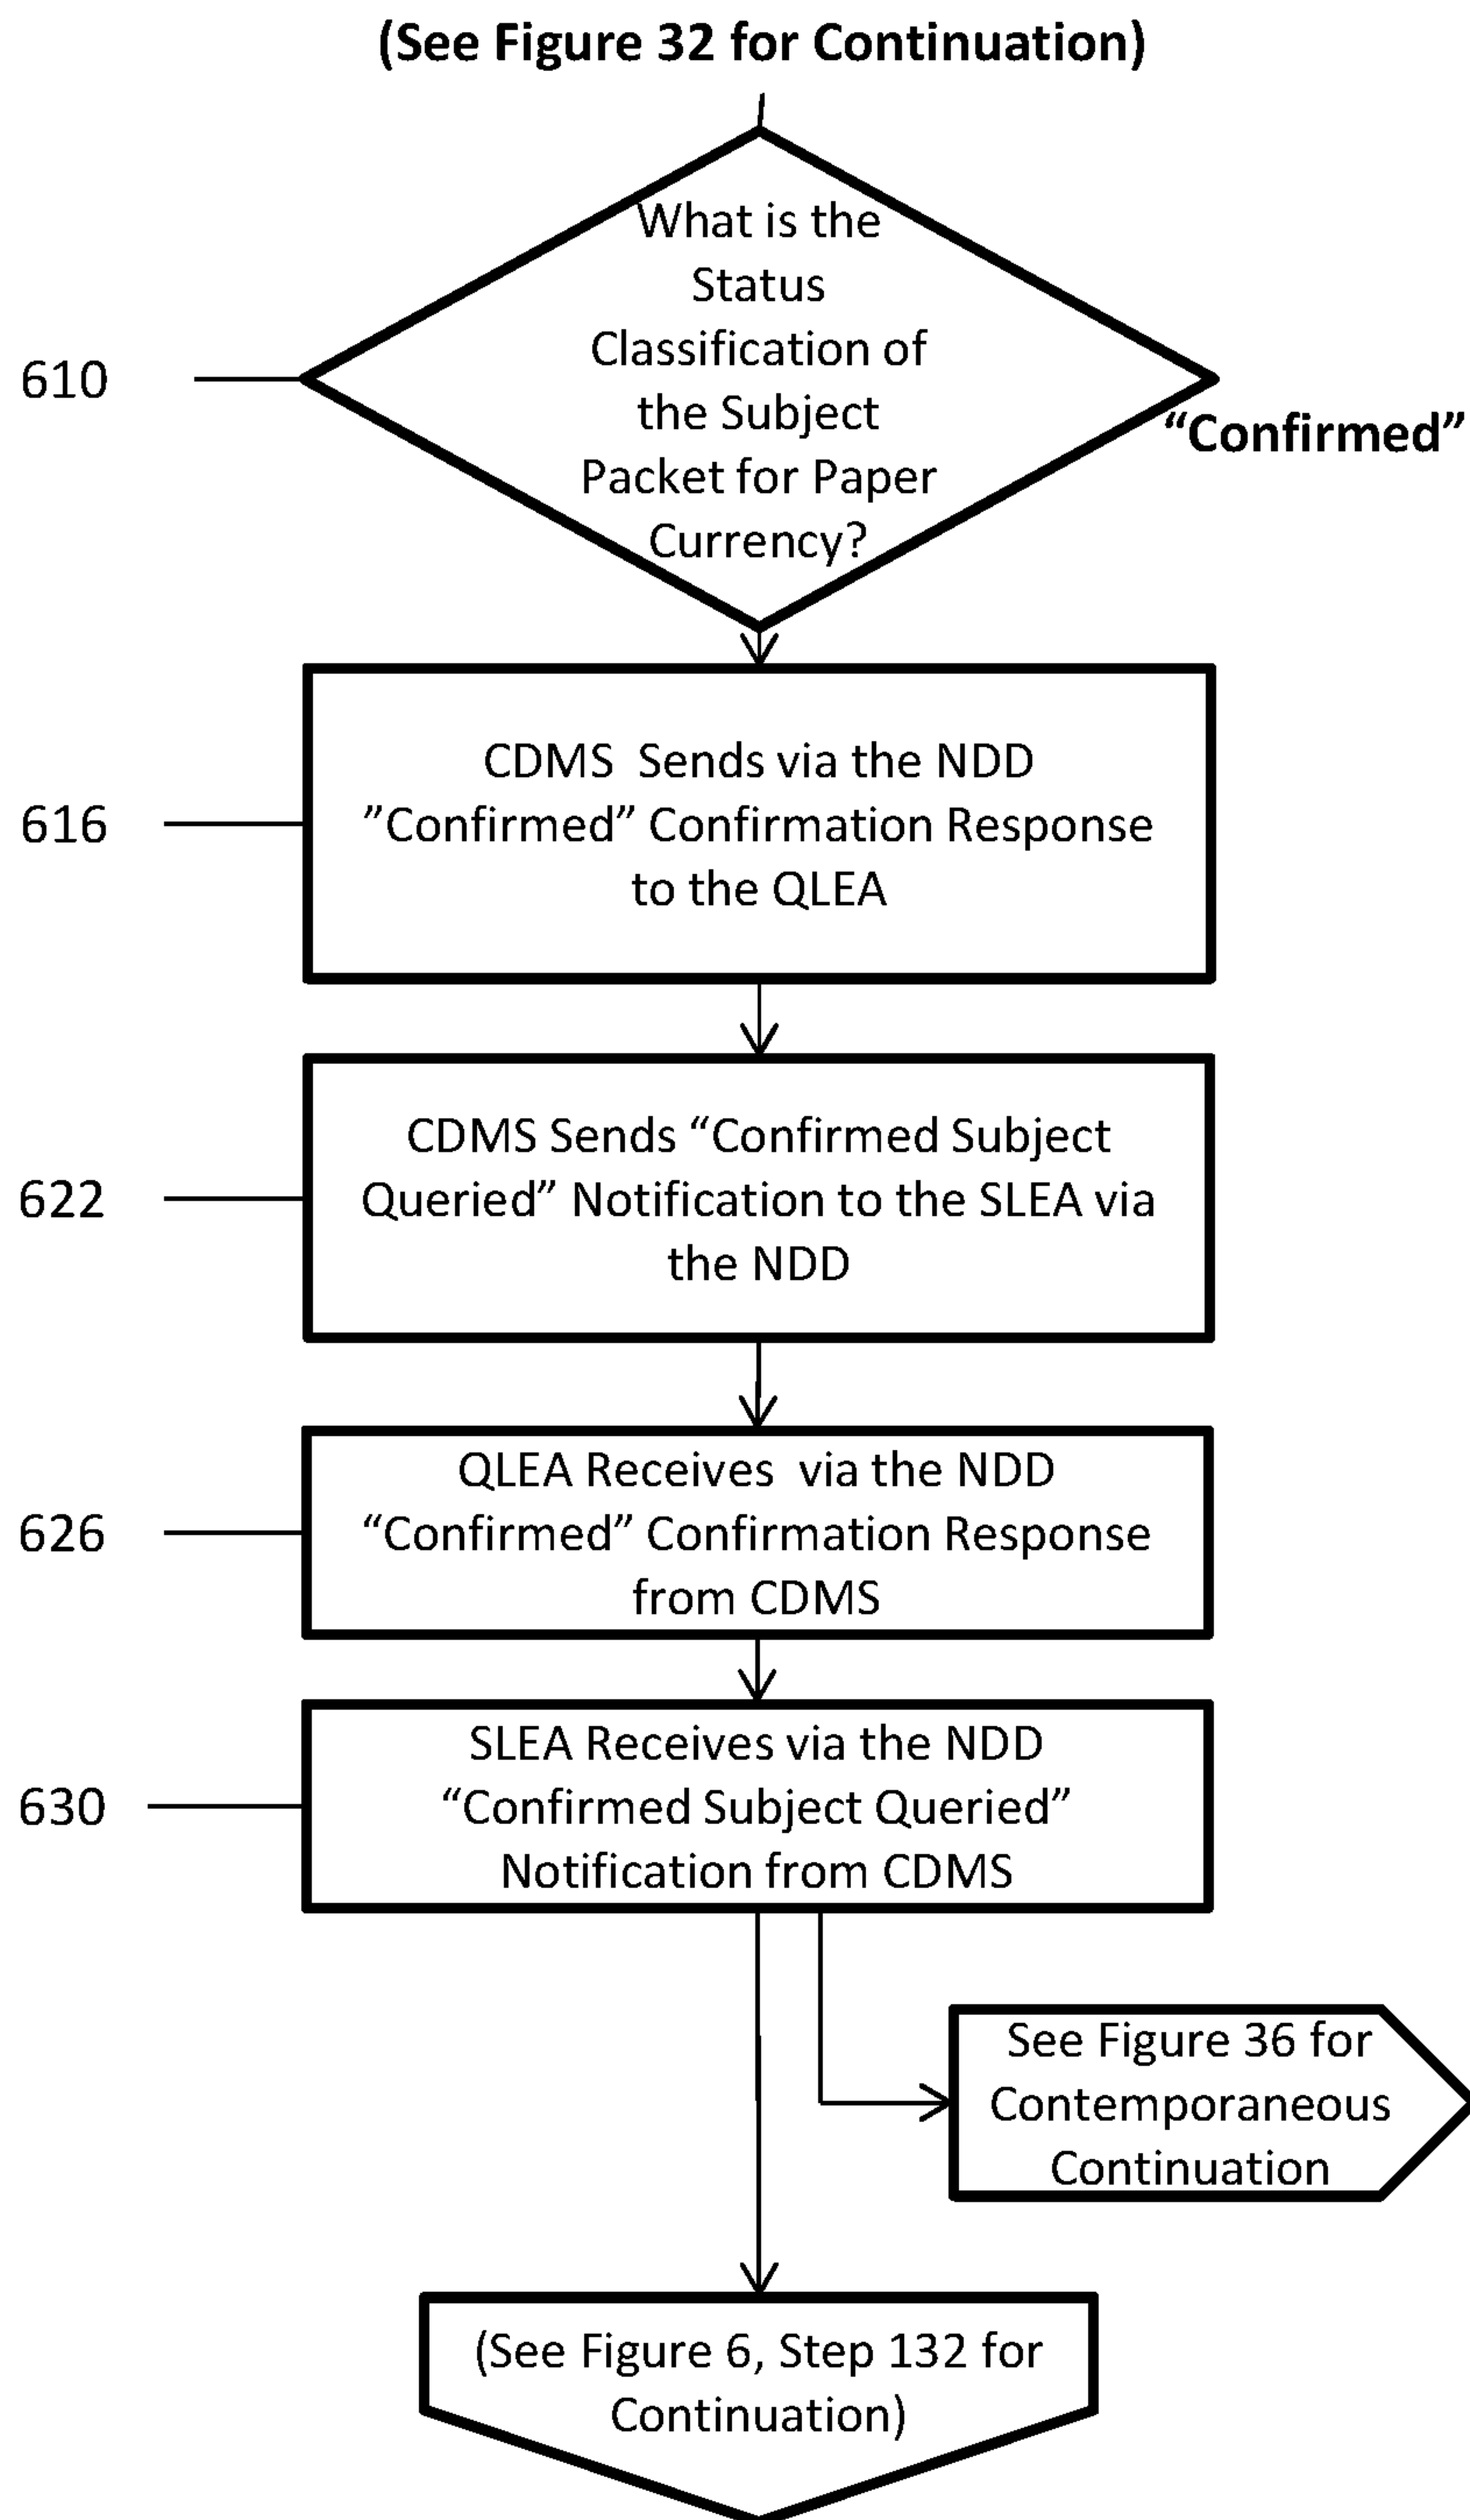 (See Figure 32 for Continuation)
What is the
Status
Classification of
the Subject
Packet for Paper
Currency?
610
“Confirmed”
CDMS Sends via the NDD
”Confirmed” Confirmation Response
to the QLEA
616
CDMS Sends “Confirmed Subject
Queried” Notification to the SLEA via
the NDD
622
QLEA Receives via the NDD
“Confirmed” Confirmation Response
from CDMS
626
SLEA Receives via the NDD
“Confirmed Subject Queried”
Notification from CDMS
630
See Figure 36 for
Contemporaneous
Continuation
(See Figure 6, Step 132 for
Continuation)